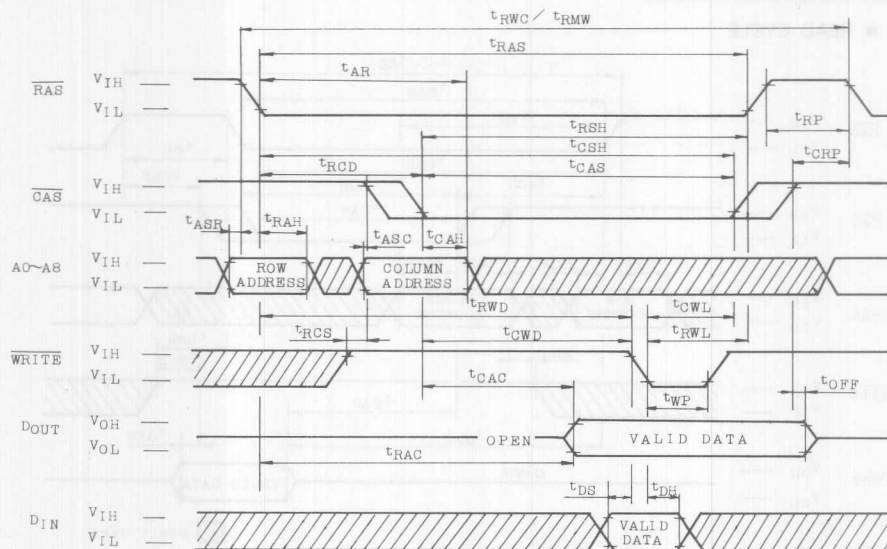 tRWC / tRMW
tRAS
tAR
RAS VIH
VIL
tRSH
tRP
tCSH
tCRP
tRCD
tCAS
CAS VIH
VIL
tASR tRAH tASC tCAH
A0~A8 VIH
VIL
ROW ADDRESS
COLUMN ADDRESS
tRWD tCWL
tRCS tCWD tRWL
WRITE VIH
VIL
tCAC tWP tOFF
DOUT VOH
VOL
OPEN VALID DATA
tRAC
tDS tDH
DIN VIH
VIL
VALID
DATA